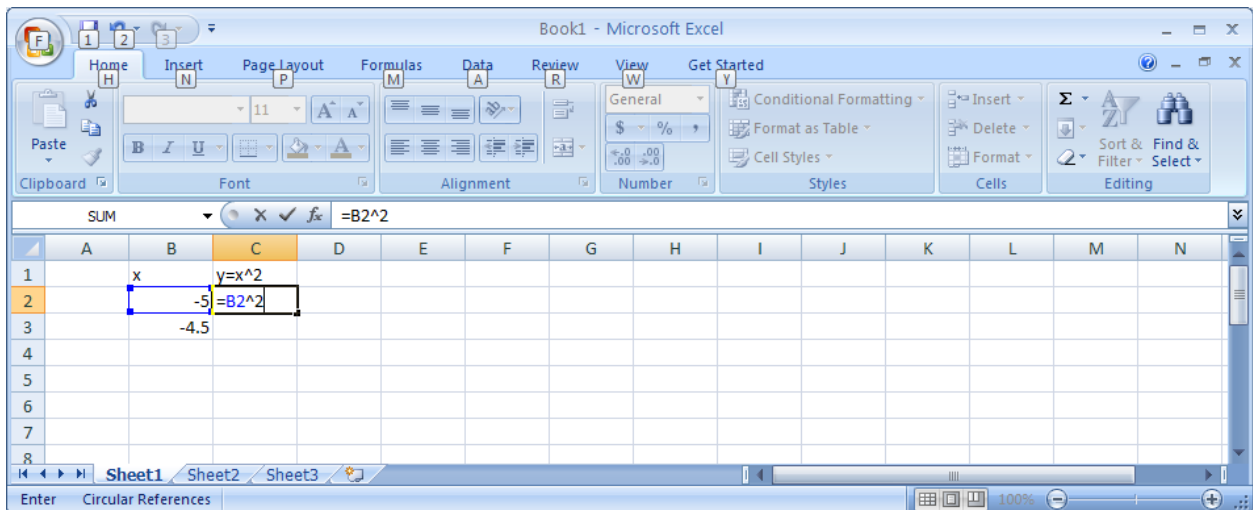 Book1 - Microsoft Excel
F 1 2 3
Home Insert Page Layout Formulas Data Review View Get Started
H N P M A R W Y
11 A A General Conditional Formatting Insert Σ
Paste $ % , Format as Table Delete Sort & Find &
B I U A .0 .00 .00 .0 Cell Styles Format Filter Select
Clipboard Font Alignment Number Styles Cells Editing
SUM fx =B2^2
A B C D E F G H I J K L M N
1 x y=x^2
2 -5 =B2^2
3 -4.5
4
5
6
7
8
Sheet1 Sheet2 Sheet3
Enter Circular References 100%